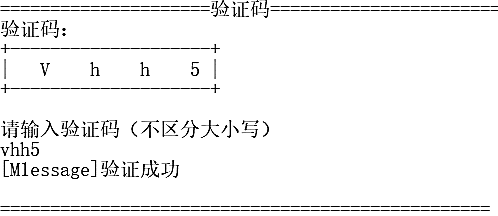 =====================验证码=======================
验证码：
+--------------------+
|   V    h    h    5 |
+--------------------+
请输入验证码（不区分大小写）
vhh5
[M1essage]验证成功
=================================================